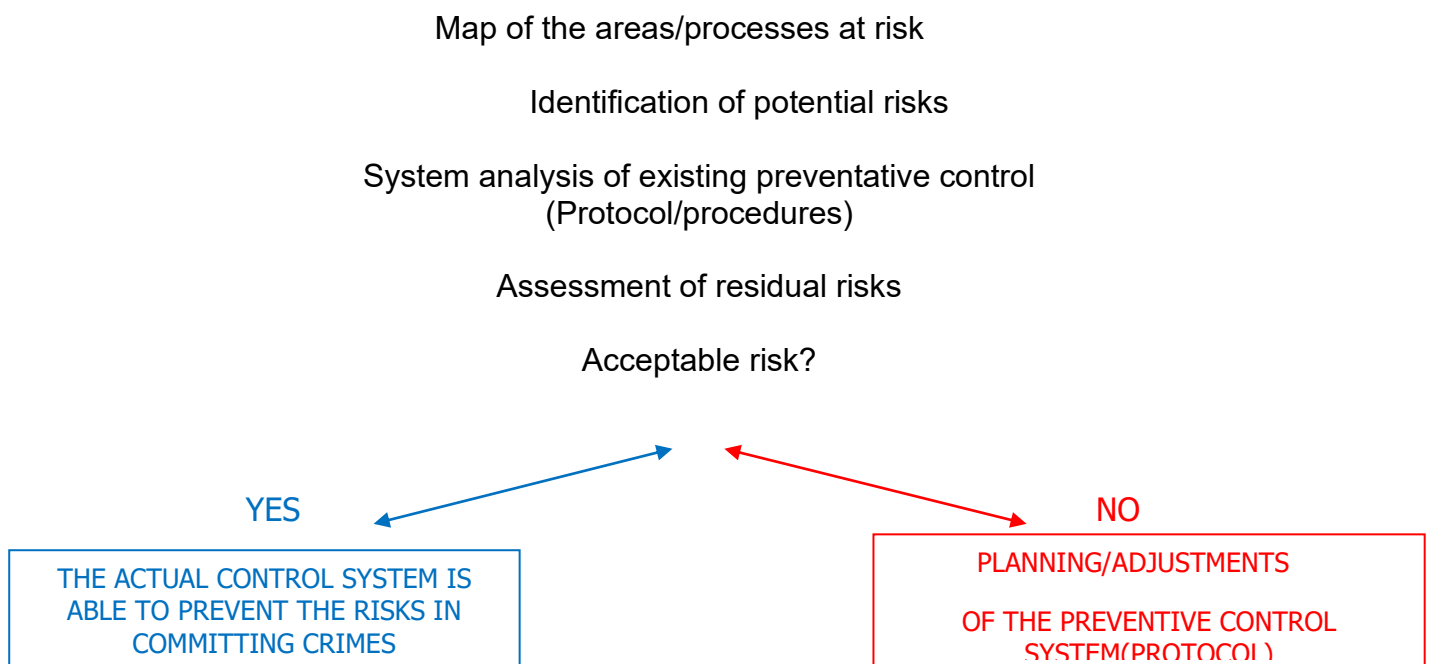 Map of the areas/processes at risk
Identification of potential risks
System analysis of existing preventative control
(Protocol/procedures)
Assessment of residual risks
Acceptable risk?
YES
NO
THE ACTUAL CONTROL SYSTEM IS
ABLE TO PREVENT THE RISKS IN
COMMITTING CRIMES
PLANNING/ADJUSTMENTS
OF THE PREVENTIVE CONTROL
SYSTEM(PROTOCOL)